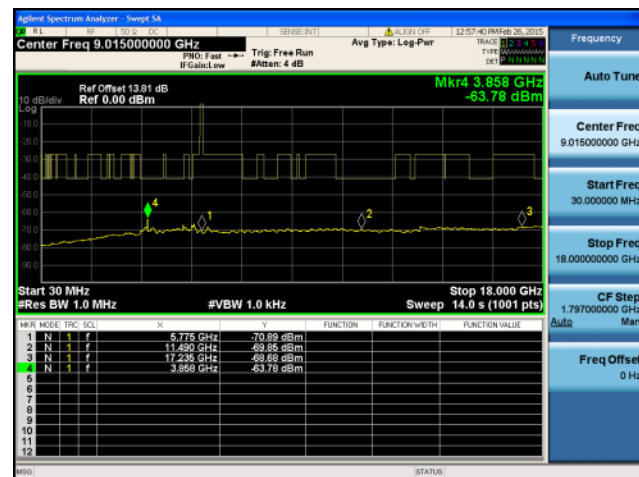 Agilent Spectrum Analyzer - Swept SA
RL RF 50 Ω DC SENSE:INT ALIGN OFF 12:57:40 PM Feb 26, 2015
Center Freq 9.015000000 GHz
PNO: Fast
IFGain:Low
Trig: Free Run
#Atten: 4 dB
Avg Type: Log-Pwr
TRACE 1 2 3 4 5 6
TYPE
DET P N N N N N
Ref Offset 13.81 dB
Ref 0.00 dBm
Mkr4 3.858 GHz
-63.78 dBm
10 dB/div
Log
-10.0
-20.0
-30.0
-40.0
-50.0
-60.0
-70.0
-80.0
-90.0
4
1
2
3
Start 30 MHz
Stop 18.000 GHz
#Res BW 1.0 MHz
#VBW 1.0 kHz
Sweep 14.0 s (1001 pts)
MKR MODE TRC SCL X Y FUNCTION FUNCTION WIDTH FUNCTION VALUE
1 N 1 f 5.775 GHz -70.89 dBm
2 N 1 f 11.490 GHz -69.85 dBm
3 N 1 f 17.235 GHz -68.68 dBm
4 N 1 f 3.858 GHz -63.78 dBm
5
6
7
8
9
10
11
12
MSG
STATUS
Frequency
Auto Tune
Center Freq
9.015000000 GHz
Start Freq
30.000000 MHz
Stop Freq
18.000000000 GHz
CF Step
1.797000000 GHz
Auto Man
Freq Offset
0 Hz